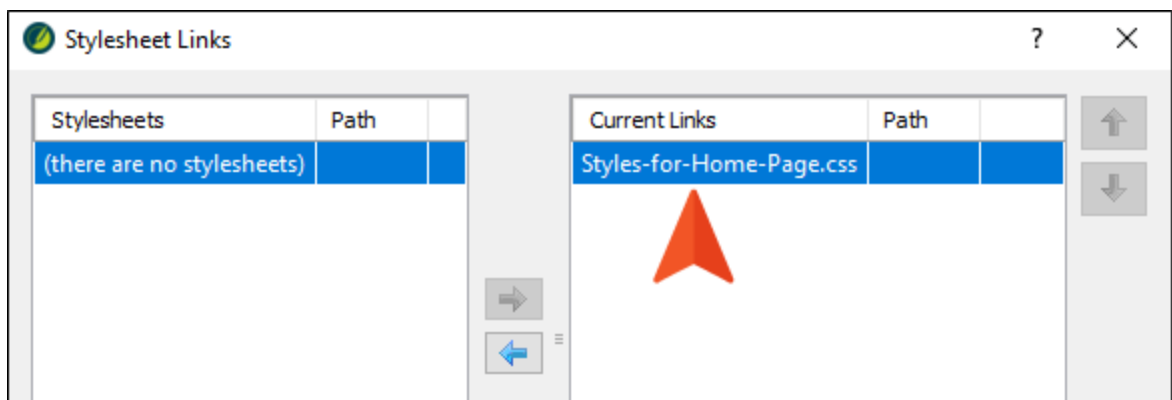 Stylesheet Links
?
Stylesheets Path
(there are no stylesheets)
Current Links Path
Styles-for-Home-Page.css